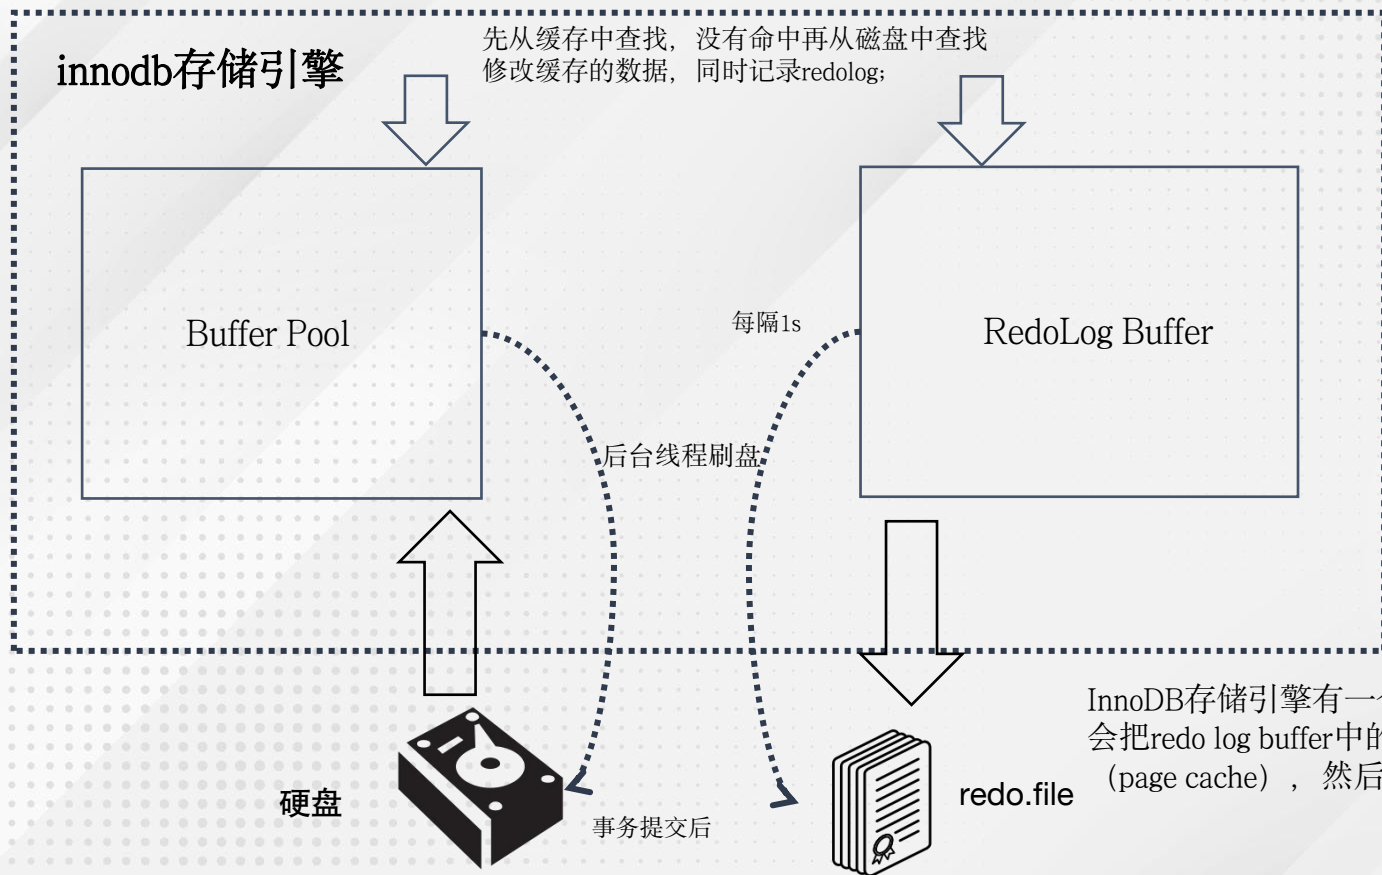 先从缓存中查找，没有命中再从磁盘中查找
修改缓存的数据，同时记录redolog;
innodb存储引擎
Buffer Pool
每隔1s
RedoLog Buffer
后台线程刷盘
InnoDB存储引擎有一个
会把redo log buffer中的
（page cache），然后
redo.file
硬盘
事务提交后